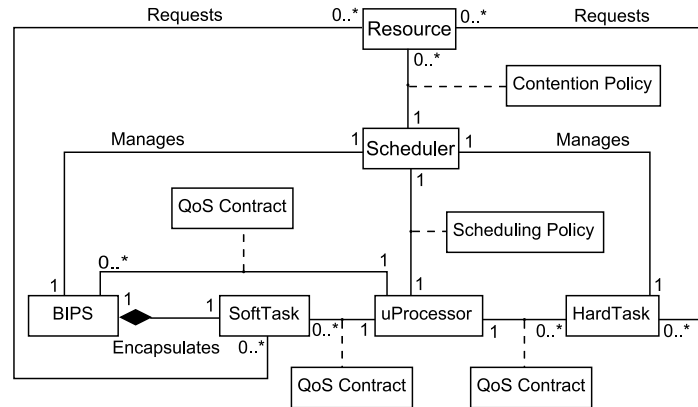 Requests
0..*
Resource
0..*
Requests
0..*
Contention Policy
1
Manages
1
Scheduler
1
Manages
1
QoS Contract
Scheduling Policy
0..*
1
1
1
1
1
BIPS
1
1
SoftTask
0..*
1
uProcessor
1
0..*
HardTask
0..*
Encapsulates
0..*
QoS Contract
QoS Contract